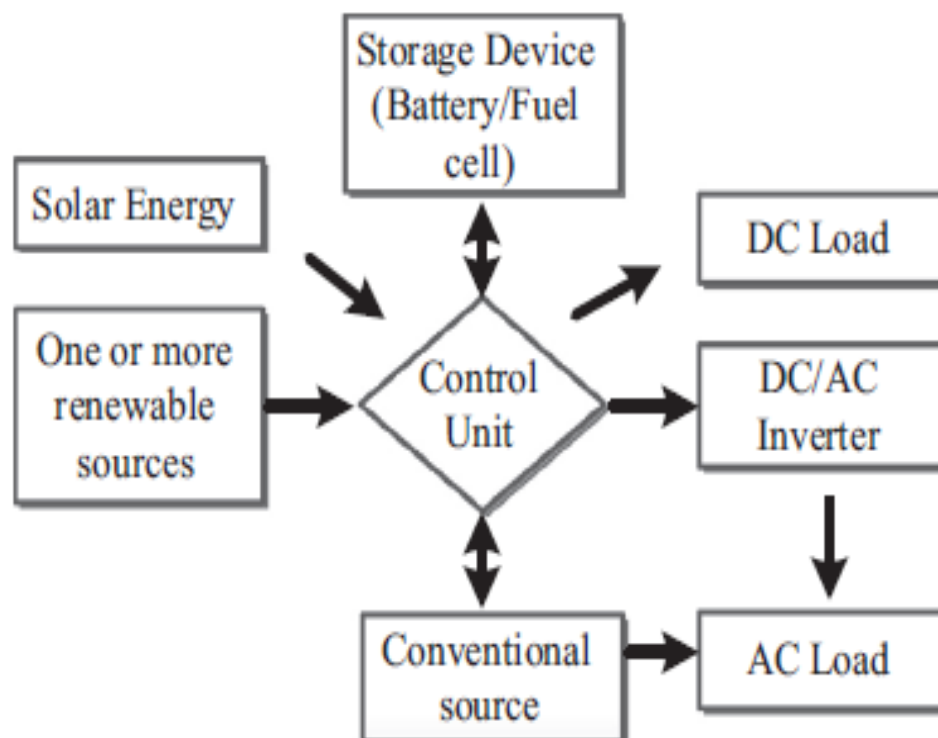 Storage Device
(Battery/Fuel
cell)
Solar Energy
DC Load
One or more
renewable
sources
Control
Unit
DC/AC
Inverter
Conventional
source
AC Load